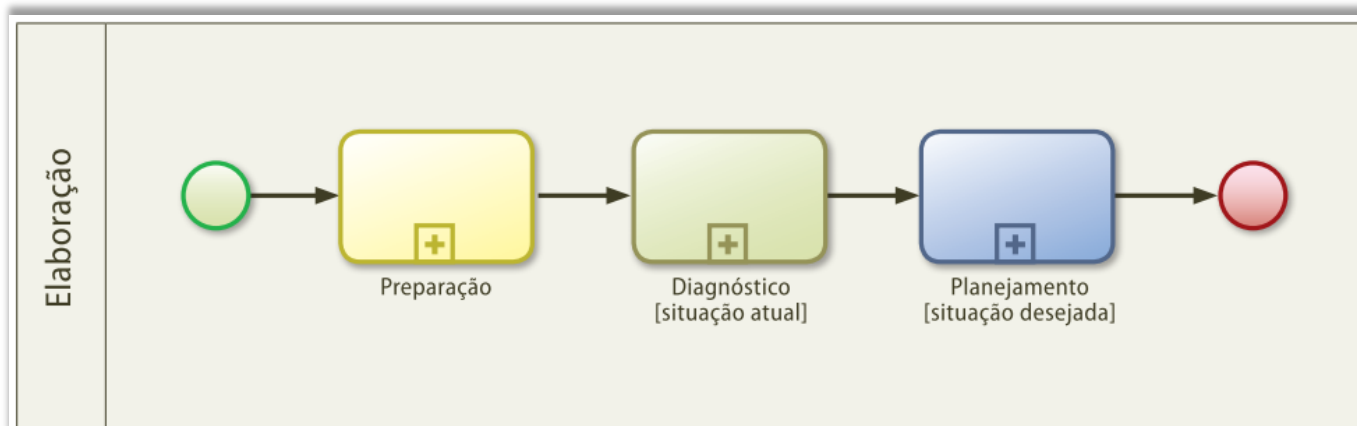 Elaboração
Preparação
Diagnóstico
[situação atual]
Planejamento
[situação desejada]